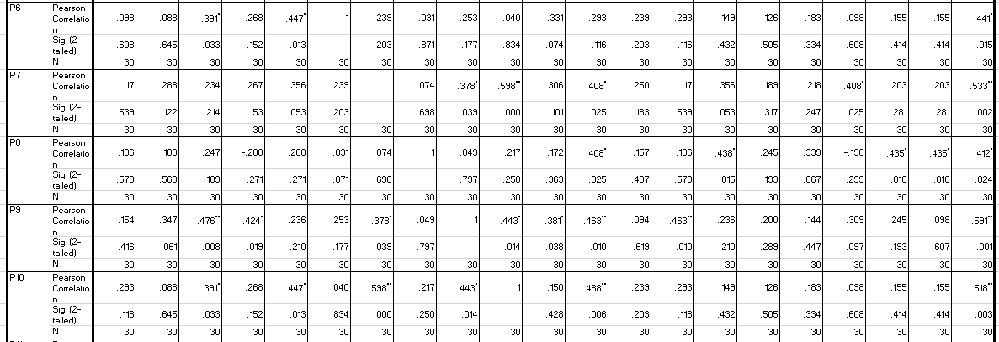 P6 Pearson Correlatio n .098 .088 .391* .268 .447* 1 .239 .031 .253 .040 .331 .293 .239 .293 .149 .126 .183 .098 .155 .155 .441*
Sig. (2-tailed) .608 .645 .033 .152 .013 .203 .871 .177 .834 .074 .116 .203 .116 .432 .505 .334 .608 .414 .414 .015
N 30 30 30 30 30 30 30 30 30 30 30 30 30 30 30 30 30 30 30 30 30
P7 Pearson Correlatio n .117 .288 .234 .267 .356 .239 1 .074 .378* .598** .306 .408* .250 .117 .356 .189 .218 .408* .203 .203 .533**
Sig. (2-tailed) .539 .122 .214 .153 .053 .203 .698 .039 .000 .101 .025 .183 .539 .053 .317 .247 .025 .281 .281 .002
N 30 30 30 30 30 30 30 30 30 30 30 30 30 30 30 30 30 30 30 30 30
P8 Pearson Correlatio n .106 .109 .247 -.208 .208 .031 .074 1 .049 .217 .172 .408* .157 .106 .438* .245 .339 -.196 .435* .435* .412*
Sig. (2-tailed) .578 .568 .189 .271 .271 .871 .698 .797 .250 .363 .025 .407 .578 .015 .193 .067 .299 .016 .016 .024
N 30 30 30 30 30 30 30 30 30 30 30 30 30 30 30 30 30 30 30 30 30
P9 Pearson Correlatio n .154 .347 .476** .424* .236 .253 .378* .049 1 .443* .381* .463** .094 .463** .236 .200 .144 .309 .245 .098 .591**
Sig. (2-tailed) .416 .061 .008 .019 .210 .177 .039 .797 .014 .038 .010 .619 .010 .210 .289 .447 .097 .193 .607 .001
N 30 30 30 30 30 30 30 30 30 30 30 30 30 30 30 30 30 30 30 30 30
P10 Pearson Correlatio n .293 .088 .391* .268 .447* .040 .598** .217 .443* 1 .150 .488** .239 .293 .149 .126 .183 .098 .155 .155 .518**
Sig. (2-tailed) .116 .645 .033 .152 .013 .834 .000 .250 .014 .428 .006 .203 .116 .432 .505 .334 .608 .414 .414 .003
N 30 30 30 30 30 30 30 30 30 30 30 30 30 30 30 30 30 30 30 30 30